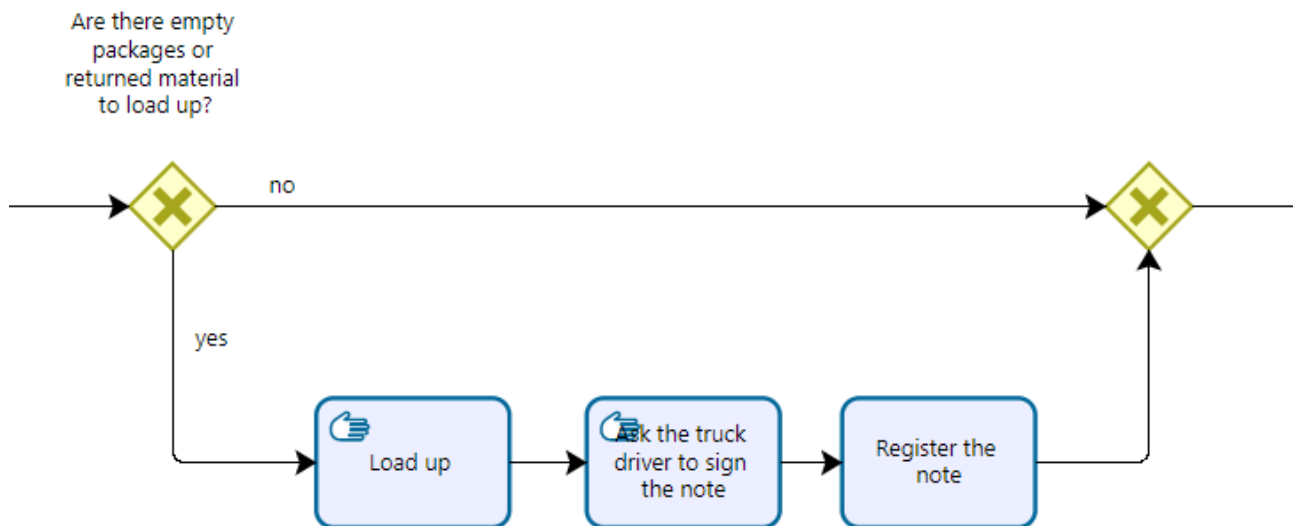 Are there empty
packages or
returned material
to load up?
no
yes
Load up
Ask the truck
driver to sign
the note
Register the
note